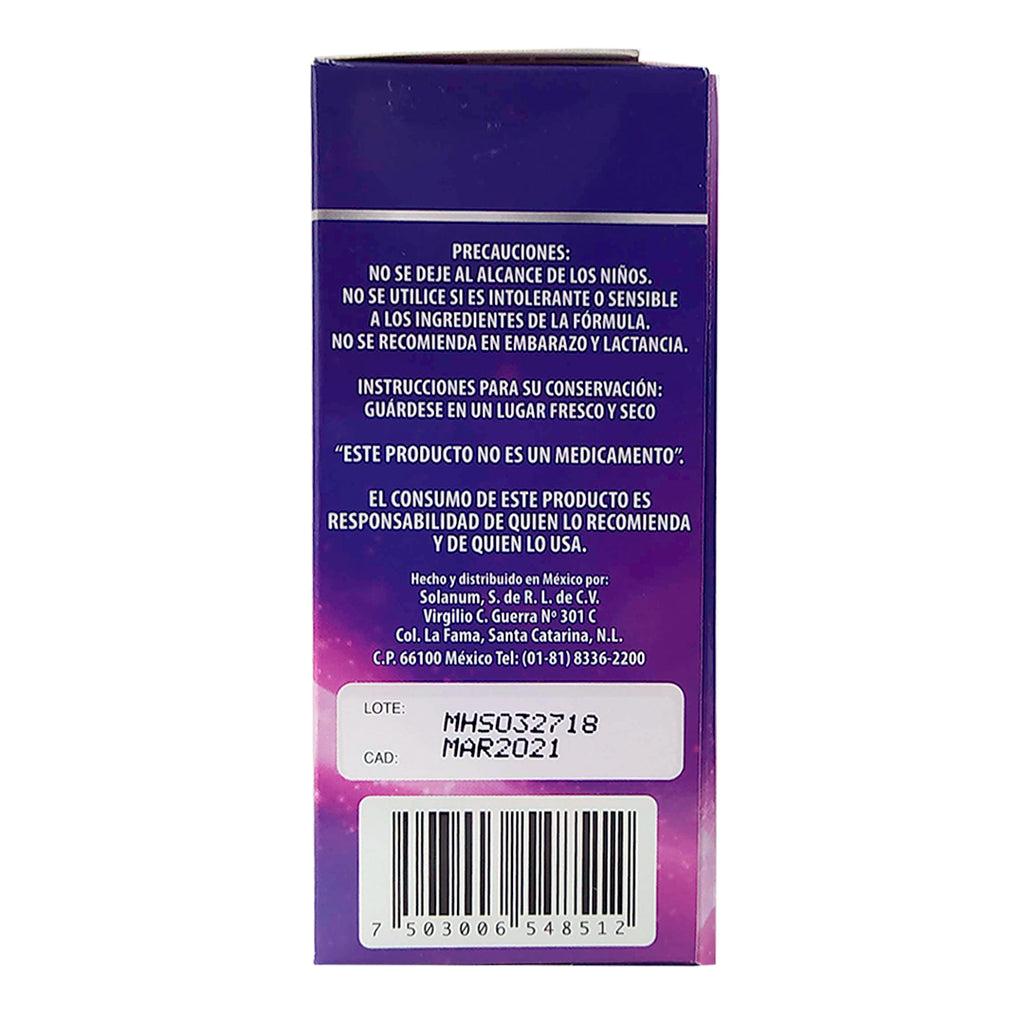 PRECAUCIONES:
NO SE DEJE AL ALCANCE DE LOS NIÑOS.
NO SE UTILICE SI ES INTOLERANTE O SENSIBLE
A LOS INGREDIENTES DE LA FÓRMULA.
NO SE RECOMIENDA EN EMBARAZO Y LACTANCIA.
INSTRUCCIONES PARA SU CONSERVACIÓN:
GUÁRDESE EN UN LUGAR FRESCO Y SECO
“ESTE PRODUCTO NO ES UN MEDICAMENTO”.
EL CONSUMO DE ESTE PRODUCTO ES
RESPONSABILIDAD DE QUIEN LO RECOMIENDA
Y DE QUIEN LO USA.
Hecho y distribuido en México por:
Solanum, S. de R. L. de C.V.
Virgilio C. Guerra Nº 301 C
Col. La Fama, Santa Catarina, N.L.
C.P. 66100 México Tel: (01-81) 8336-2200
LOTE: MHS032718
CAD: MAR2021
7 503006 548512